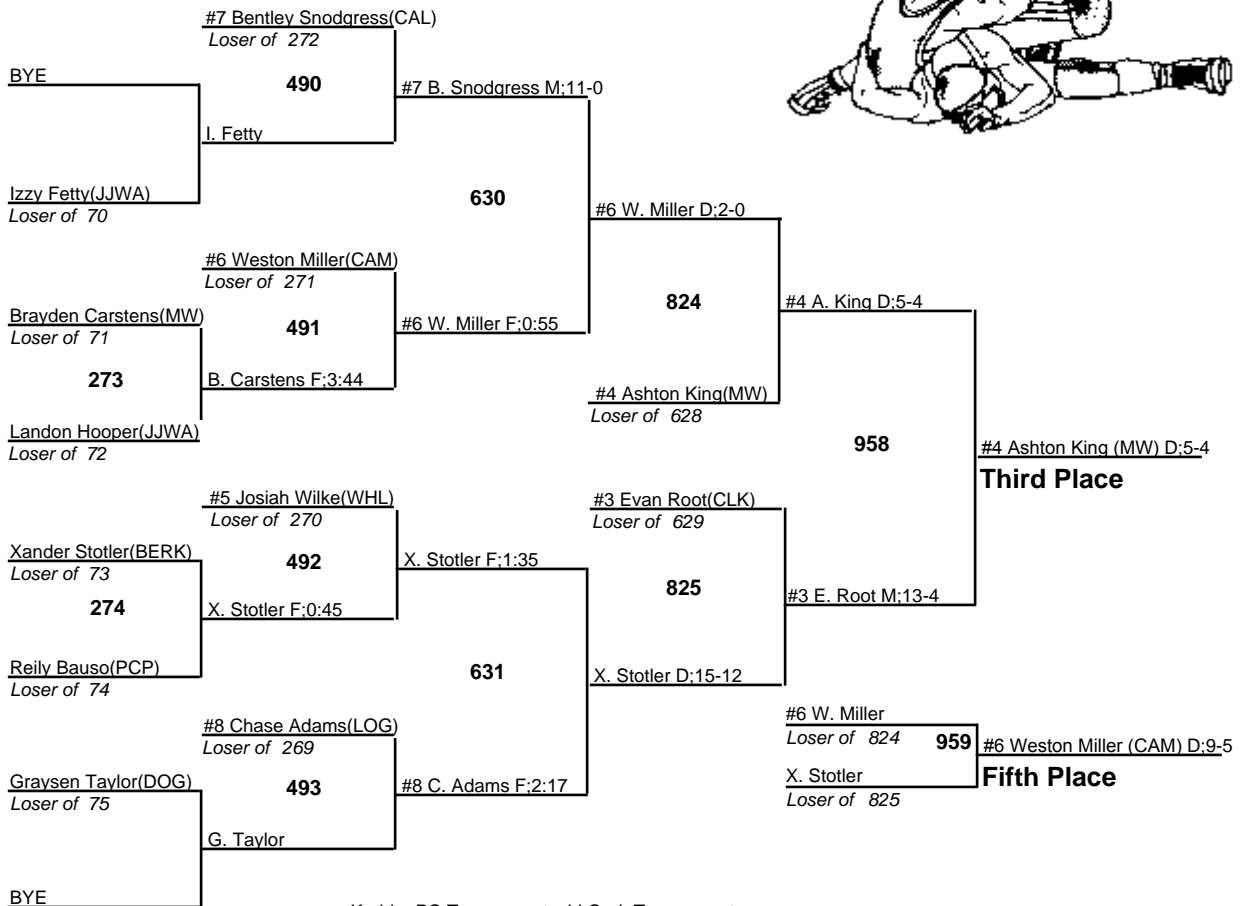 #7 Bentley Snodgress(CAL)
Loser of 272
BYE
490
#7 B. Snodgress M;11-0
I. Fetty
Izzy Fetty(JJWA)
Loser of 70
630
#6 W. Miller D;2-0
#6 Weston Miller(CAM)
Loser of 271
Brayden Carstens(MW)
Loser of 71
491
#6 W. Miller F;0:55
824
#4 A. King D;5-4
273
B. Carstens F;3:44
#4 Ashton King(MW)
Loser of 628
Landon Hooper(JJWA)
Loser of 72
958
#4 Ashton King (MW) D;5-4
Third Place
#5 Josiah Wilke(WHL)
Loser of 270
#3 Evan Root(CLK)
Loser of 629
Xander Stotler(BERK)
Loser of 73
492
X. Stotler F;1:35
825
#3 E. Root M;13-4
274
X. Stotler F;0:45
Reily Bauso(PCP)
Loser of 74
631
X. Stotler D;15-12
#8 Chase Adams(LOG)
Loser of 269
#6 W. Miller
Loser of 824
959
#6 Weston Miller (CAM) D;9-5
Fifth Place
X. Stotler
Loser of 825
Graysen Taylor(DOG)
Loser of 75
493
#8 C. Adams F;2:17
G. Taylor
BYE